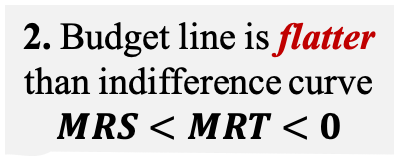 2. Budget line is flatter
than indifference curve
MRS < MRT < 0